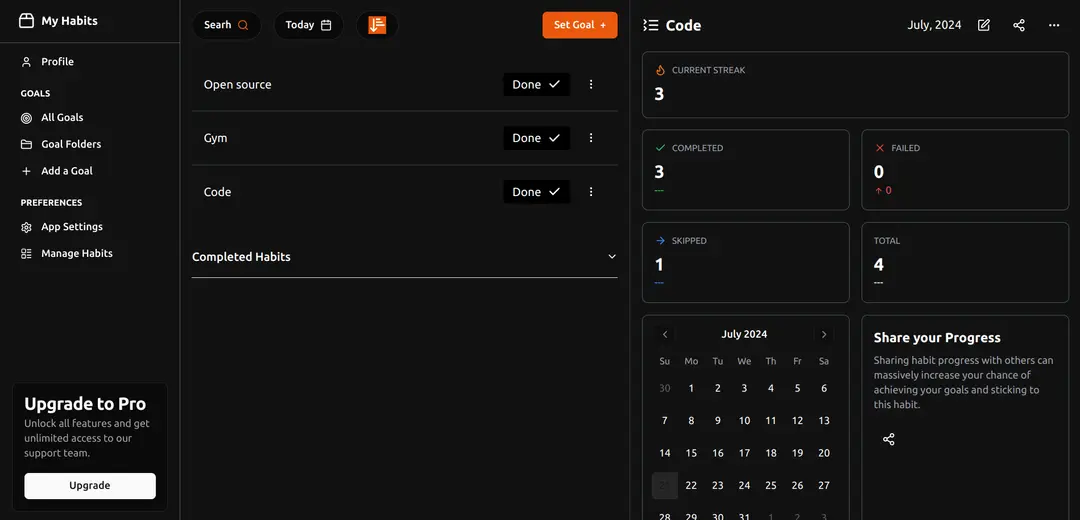 My Habits
Profile
GOALS
All Goals
Goal Folders
Add a Goal
PREFERENCES
App Settings
Manage Habits
Upgrade to Pro
Unlock all features and get
unlimited access to our
support team.
Upgrade
Searh
Today
Set Goal +
Open source
Done
Gym
Done
Code
Done
Completed Habits
Code
July, 2024
CURRENT STREAK
3
COMPLETED
3
---
FAILED
0
0
SKIPPED
1
---
TOTAL
4
---
July 2024
Su Mo Tu We Th Fr Sa
30 1 2 3 4 5 6
7 8 9 10 11 12 13
14 15 16 17 18 19 20
21 22 23 24 25 26 27
28 29 30 31 1 2 3
Share your Progress
Sharing habit progress with others can
massively increase your chance of
achieving your goals and sticking to
this habit.